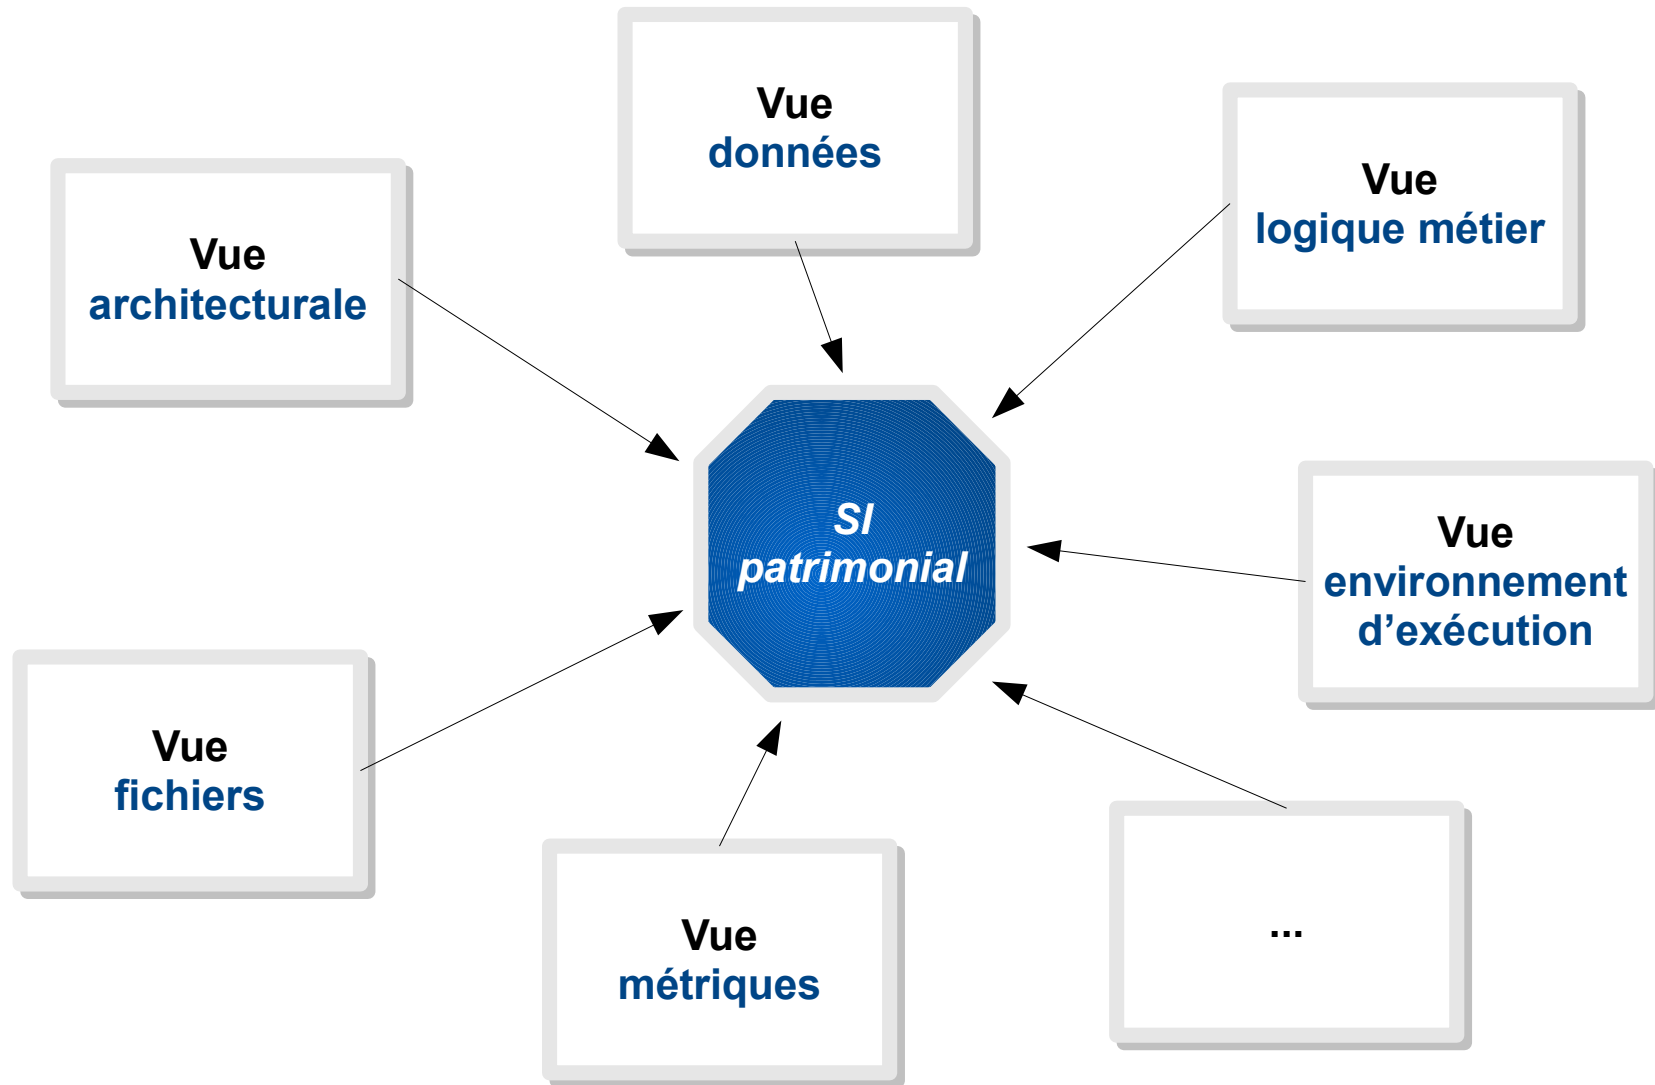 Vue
données
Vue
logique métier
Vue
architecturale
SI
patrimonial
Vue
environnement
d’exécution
Vue
fichiers
Vue
métriques
...